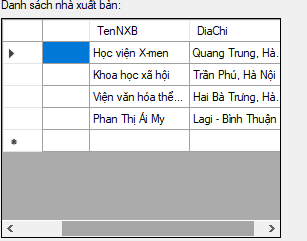 Danh sách nhà xuất bản:
TenNXB DiaChi
Học viện X-men Quang Trung, Hà...
Khoa học xã hội Trần Phú, Hà Nội
Viện văn hóa thể... Hai Bà Trưng, Hà...
Phan Thị Ái My Lagi - Bình Thuận